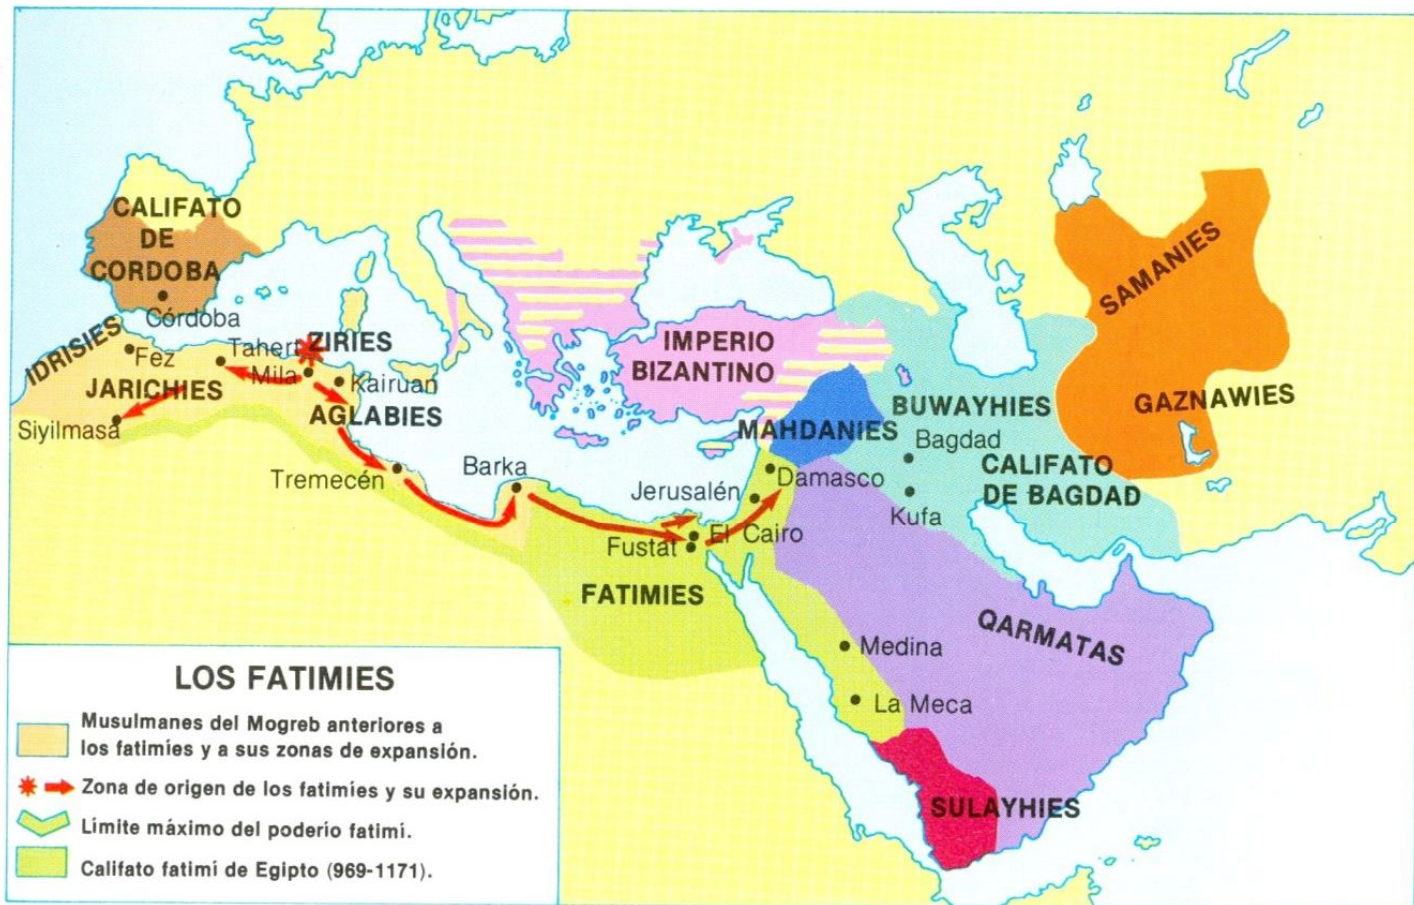 CALIFATO
DE
CORDOBA
Córdoba
IDRISIES
Fez
Tahert
ZIRIES
Mila
Kairuan
JARICHIES
AGLABIES
Siyilmasa
Tremecén
Barka
IMPERIO
BIZANTINO
MAHDANIES
Jerusalén
Damasco
Fustat
El Cairo
FATIMIES
BUWAYHIES
Bagdad
CALIFATO
DE BAGDAD
Kufa
SAMANIES
GAZNAWIES
QARMATAS
Medina
La Meca
SULAYHIES
LOS FATIMIES
Musulmanes del Mogreb anteriores a
los fatimíes y a sus zonas de expansión.
Zona de origen de los fatimíes y su expansión.
Límite máximo del poderío fatimí.
Califato fatimí de Egipto (969-1171).